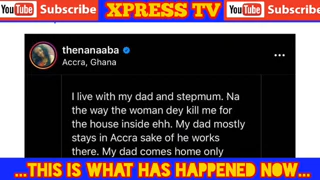 YouTube Subscribe
XPRESS TV
YouTube Subscribe
thenanaaba
Accra, Ghana
I live with my dad and stepmum. Na
the way the woman dey kill me for
the house inside ehh. My dad mostly
stays in Accra sake of he works
there. My dad comes home only
...THIS IS WHAT HAS HAPPENED NOW...